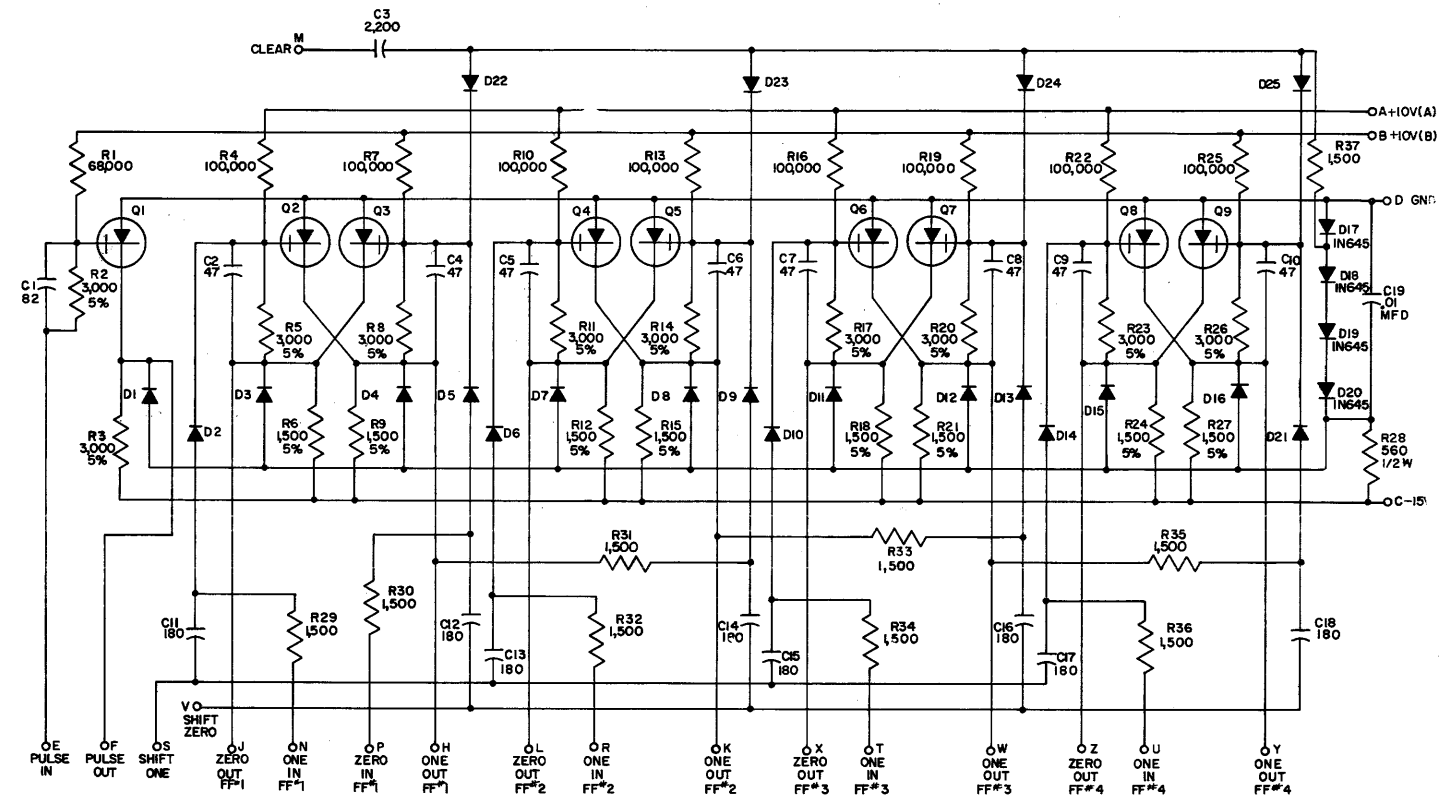 C3
2,200
M
CLEAR
D22
D23
D24
D25
A+10V(A)
B+10V(B)
R1
68,000
R4
100,000
R7
100,000
R10
100,000
R13
100,000
R16
100,000
R19
100,000
R22
100,000
R25
100,000
R37
1,500
D GND
Q1
Q2
Q3
Q4
Q5
Q6
Q7
Q8
Q9
D17
IN645
D18
IN645
D19
IN645
D20
IN645
C19
.01
MFD
C1
82
R2
3,000
5%
C2
47
C4
47
C5
47
C6
47
C7
47
C8
47
C9
47
C10
47
R5
3,000
5%
R8
3,000
5%
R11
3,000
5%
R14
3,000
5%
R17
3,000
5%
R20
3,000
5%
R23
3,000
5%
R26
3,000
5%
D1
D2
D3
D4
D5
D6
D7
D8
D9
D10
D11
D12
D13
D14
D15
D16
D21
R3
3,000
5%
R6
1,500
5%
R9
1,500
5%
R12
1,500
5%
R15
1,500
5%
R18
1,500
5%
R21
1,500
5%
R24
1,500
5%
R27
1,500
5%
R28
560
1/2 W
C-15V
R31
1,500
R33
1,500
R35
1,500
R30
1,500
C11
180
R29
1,500
C12
180
C13
180
R32
1,500
C14
180
C15
180
R34
1,500
C16
180
C17
180
R36
1,500
C18
180
V
SHIFT
ZERO
E
PULSE
IN
F
PULSE
OUT
S
SHIFT
ONE
J
ZERO
OUT
FF#1
N
ONE
IN
FF#1
P
ZERO
IN
FF#1
H
ONE
OUT
FF#1
L
ZERO
OUT
FF#2
R
ONE
IN
FF#2
K
ONE
OUT
FF#2
X
ZERO
OUT
FF#3
T
ONE
IN
FF#3
W
ONE
OUT
FF#3
Z
ZERO
OUT
FF#4
U
ONE
IN
FF#4
Y
ONE
OUT
FF#4